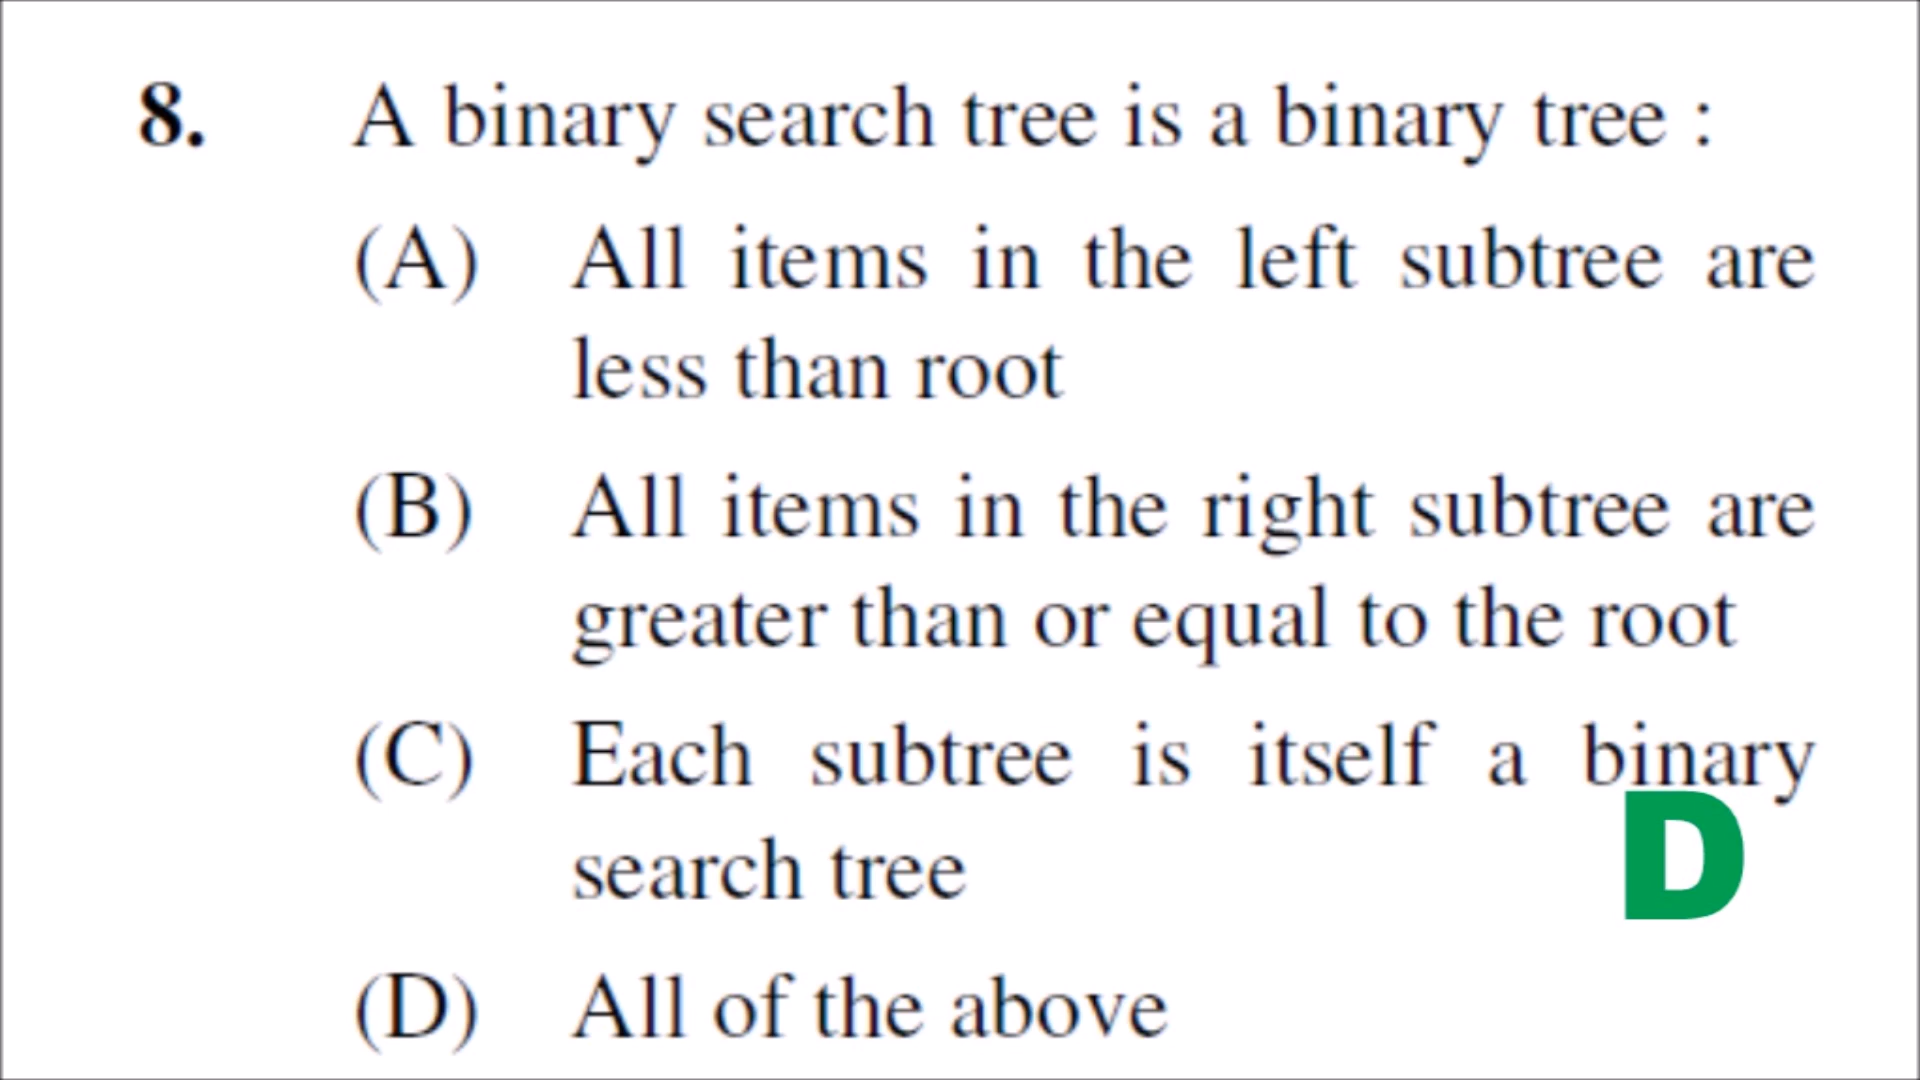 8. A binary search tree is a binary tree :
(A) All items in the left subtree are
less than root
(B) All items in the right subtree are
greater than or equal to the root
(C) Each subtree is itself a binary
search tree
D
(D) All of the above